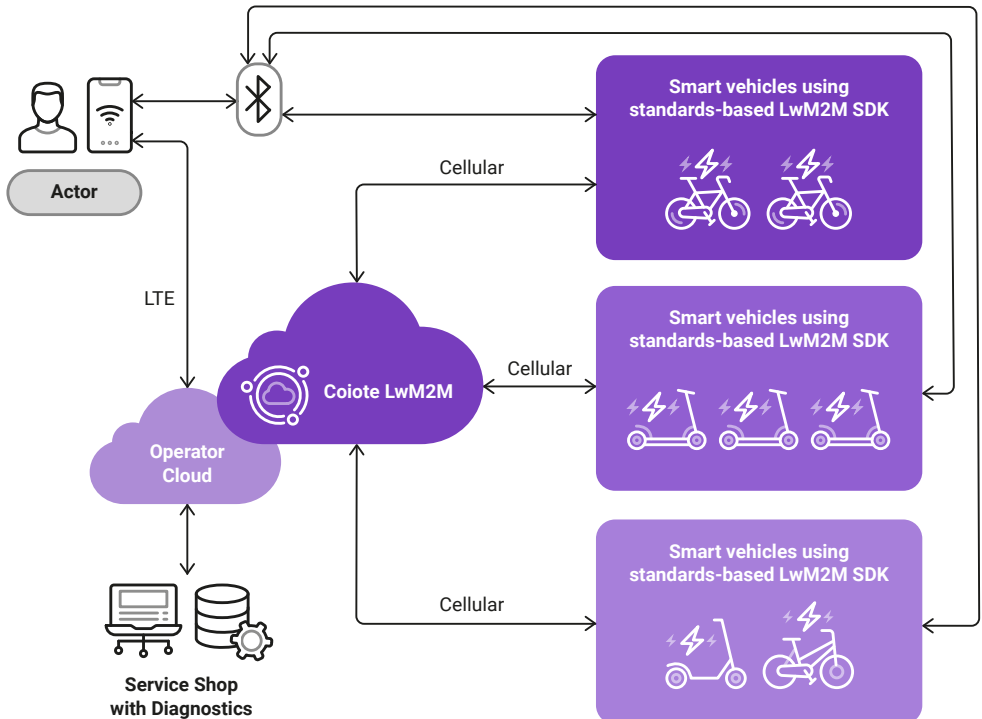 Smart vehicles using
standards-based LwM2M SDK
Actor
Cellular
LTE
Smart vehicles using
standards-based LwM2M SDK
Cellular
Coiote LwM2M
Operator
Cloud
Smart vehicles using
standards-based LwM2M SDK
Cellular
Service Shop
with Diagnostics